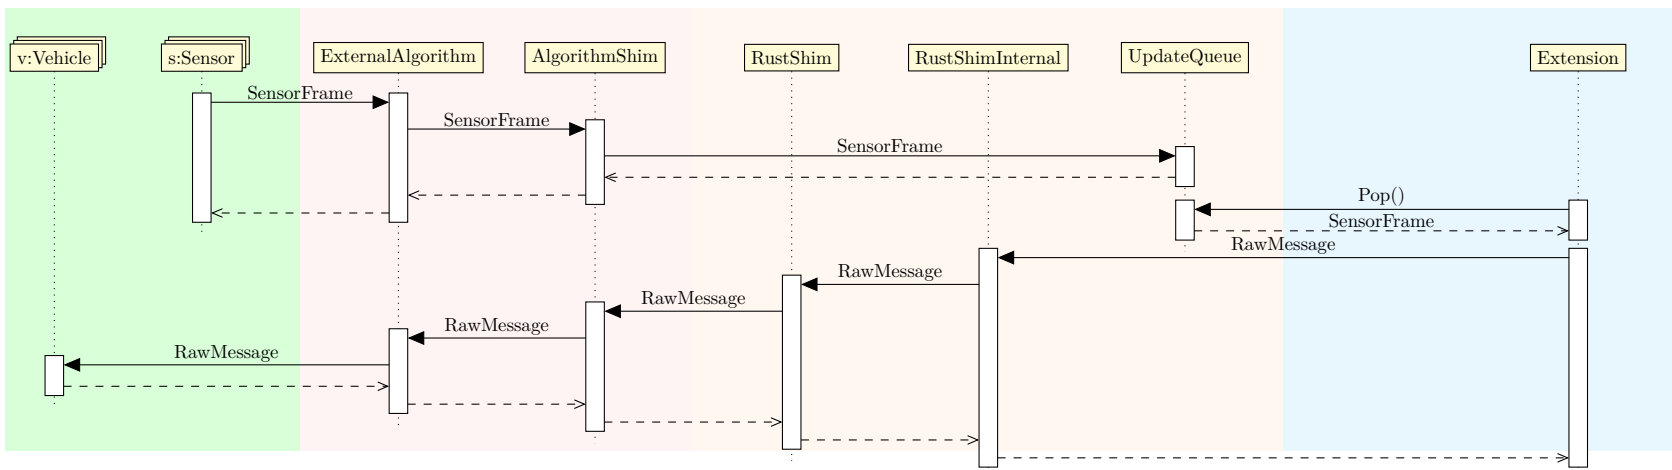 v:Vehicle
s:Sensor
ExternalAlgorithm
AlgorithmShim
RustShim
RustShimInternal
UpdateQueue
Extension
SensorFrame
SensorFrame
SensorFrame
Pop()
SensorFrame
RawMessage
RawMessage
RawMessage
RawMessage
RawMessage